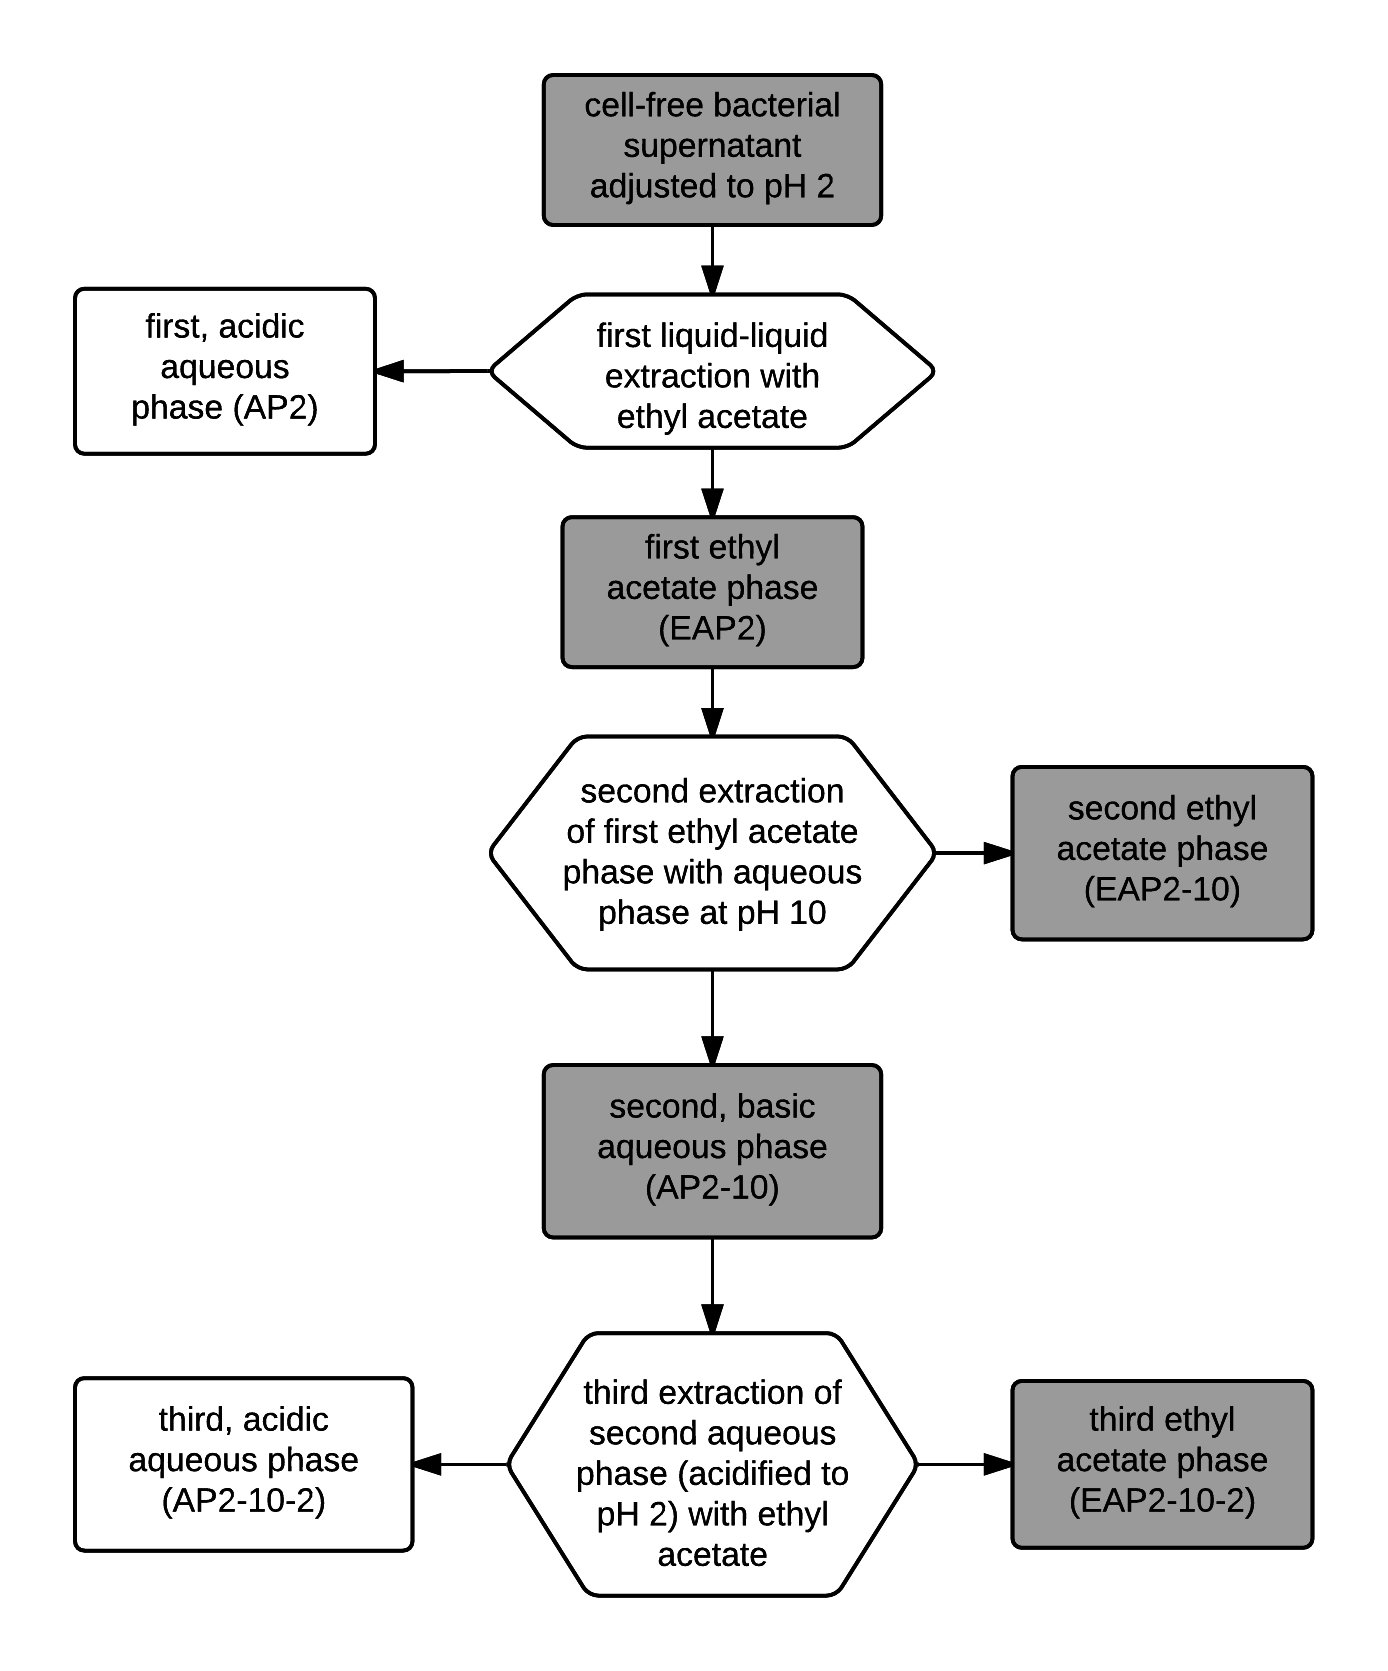 cell-free bacterial
supernatant
adjusted to pH 2
first, acidic
aqueous
phase (AP2)
first liquid-liquid
extraction with
ethyl acetate
first ethyl
acetate phase
(EAP2)
second extraction
of first ethyl acetate
phase with aqueous
phase at pH 10
second ethyl
acetate phase
(EAP2-10)
second, basic
aqueous phase
(AP2-10)
third, acidic
aqueous phase
(AP2-10-2)
third extraction of
second aqueous
phase (acidified to
pH 2) with ethyl
acetate
third ethyl
acetate phase
(EAP2-10-2)